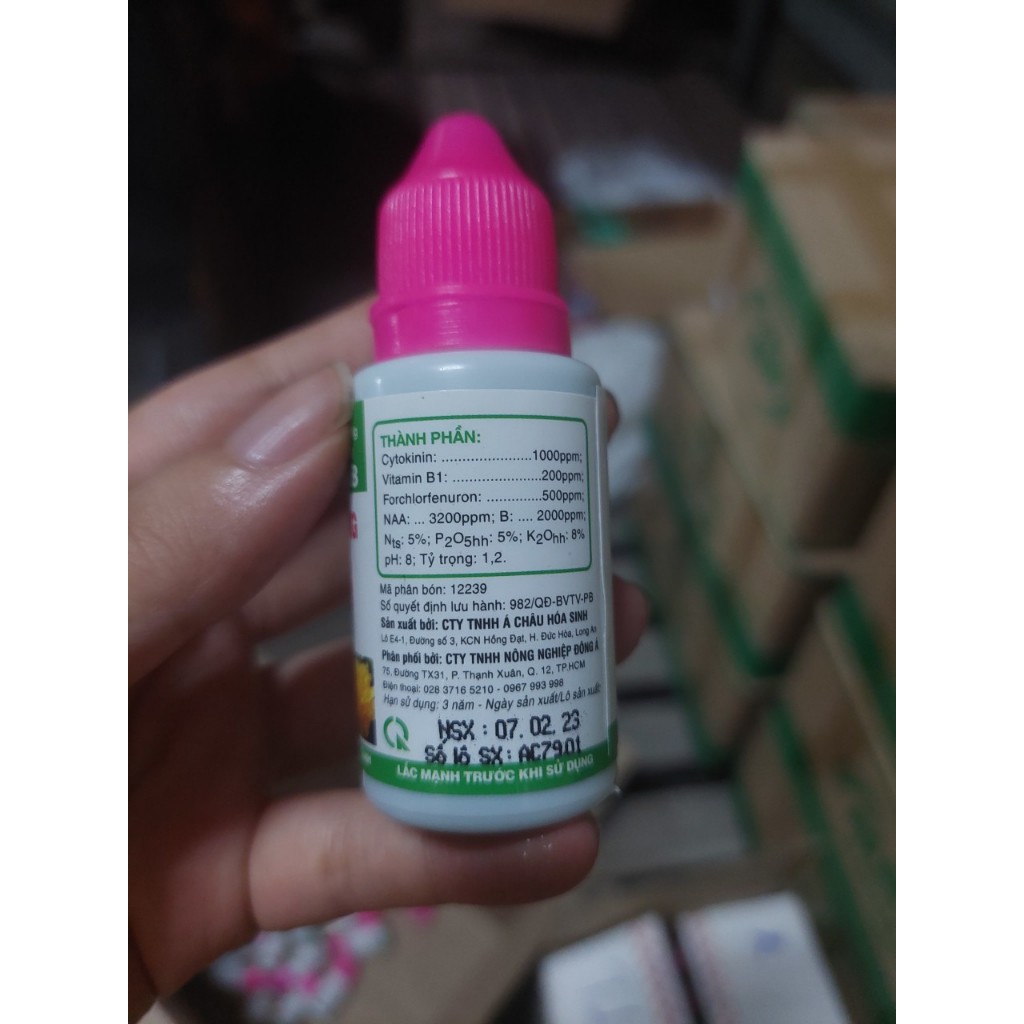 THÀNH PHẦN:
Cytokinin: ......................1000ppm;
Vitamin B1: ......................200ppm;
Forchlorfenuron: ..............500ppm;
NAA: ... 3200ppm; B: .... 2000ppm;
Nts: 5%; P2O5hh: 5%; K2Ohh: 8%
pH: 8; Tỷ trọng: 1,2.
Mã phân bón: 12239
Số quyết định lưu hành: 982/QĐ-BVTV-PB
Sản xuất bởi: CTY TNHH Á CHÂU HÓA SINH
Lô E4-1, Đường số 3, KCN Hồng Đạt, H. Đức Hòa, Long An
Phân phối bởi: CTY TNHH NÔNG NGHIỆP ĐÔNG Á
75, Đường TX31, P. Thạnh Xuân, Q. 12, TP.HCM
Điện thoại: 028 3716 5210 - 0967 993 998
Hạn sử dụng: 3 năm - Ngày sản xuất/Lô sản xuất:
NSX : 07. 02. 23
Số lô SX : AC7901
LẮC MẠNH TRƯỚC KHI SỬ DỤNG